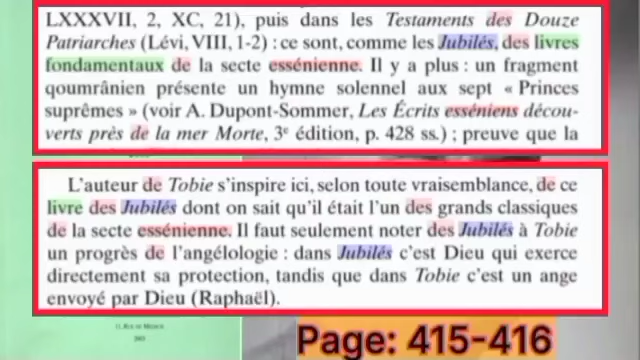 LXXXVII, 2, XC, 21), puis dans les Testaments des Douze
Patriarches (Lévi, VIII, 1-2) : ce sont, comme les Jubilés, des livres
fondamentaux de la secte essénienne. Il y a plus : un fragment
qoumrânien présente un hymne solennel aux sept « Princes
suprêmes » (voir A. Dupont-Sommer, Les Écrits esséniens décou-
verts près de la mer Morte, 3e édition, p. 428 ss.) ; preuve que la
L'auteur de Tobie s'inspire ici, selon toute vraisemblance, de ce
livre des Jubilés dont on sait qu'il était l'un des grands classiques
de la secte essénienne. Il faut seulement noter des Jubilés à Tobie
un progrès de l'angélologie : dans Jubilés c'est Dieu qui exerce
directement sa protection, tandis que dans Tobie c'est un ange
envoyé par Dieu (Raphaël).
Page: 415-416